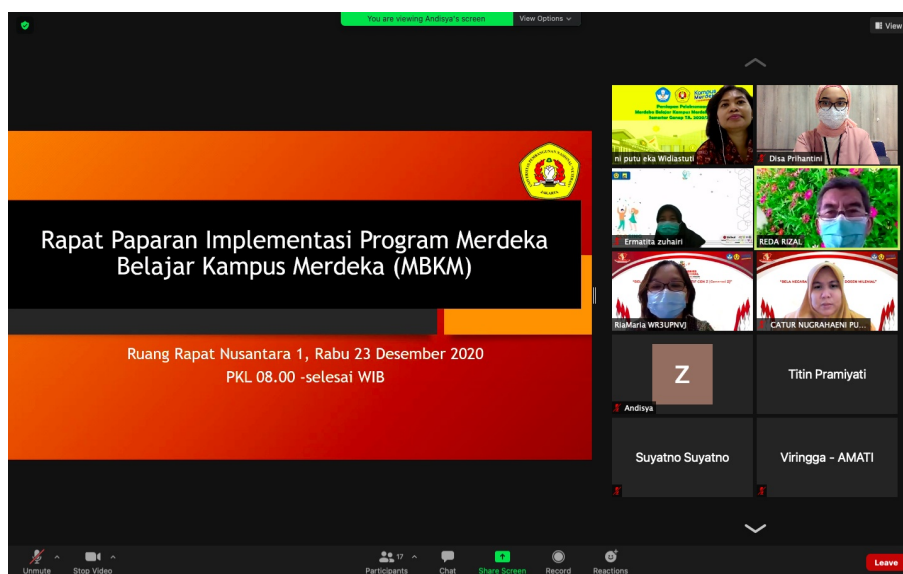 You are viewing Andisya's screen
View Options
View
Rapat Paparan Implementasi Program Merdeka
Belajar Kampus Merdeka (MBKM)
Ruang Rapat Nusantara 1, Rabu 23 Desember 2020
PKL 08.00 -selesai WIB
JAKARTA
Kampus
Merdeka
ni putu eka Widiastuti
Disa Prihantini
Ermatita zuhairi
REDA RIZAL
RiaMaria WR3UPNVJ
CATUR NUGRAHAENI PU...
Z
Andisya
Titin Pramiyati
Suyatno Suyatno
Viringga - AMATI
Unmute
Stop Video
17
Participants
Chat
Share Screen
Record
Reactions
Leave